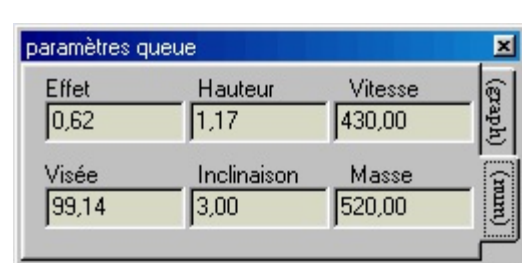 paramètres queue
Effet Hauteur Vitesse
0,62 1,17 430,00
Visée Inclinaison Masse
99,14 3,00 520,00
(graph)
(num)